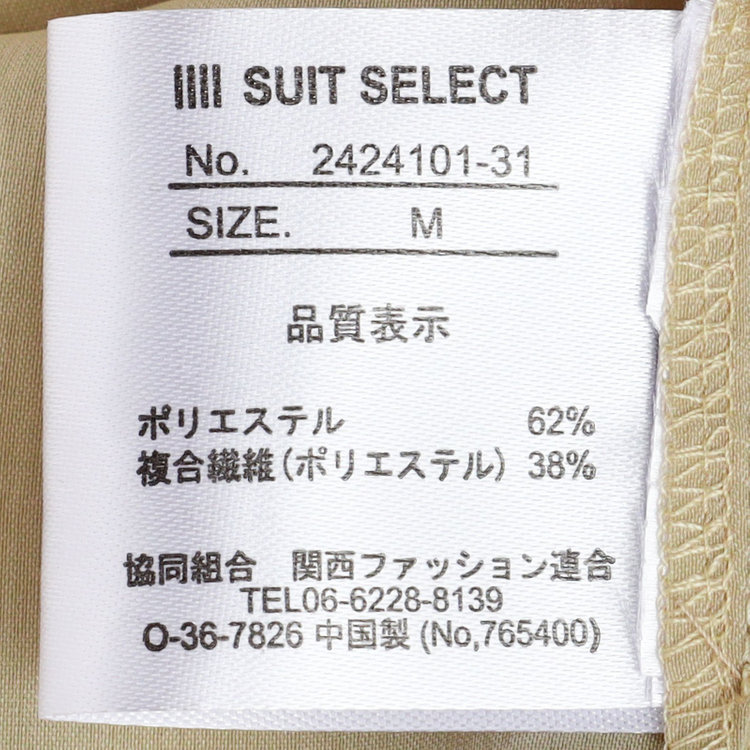 SUIT SELECT
No. 2424101-31
SIZE. M
品質表示
ポリエステル 62%
複合繊維(ポリエステル) 38%
協同組合 関西ファッション連合
TEL06-6228-8139
O-36-7826 中国製 (No,765400)